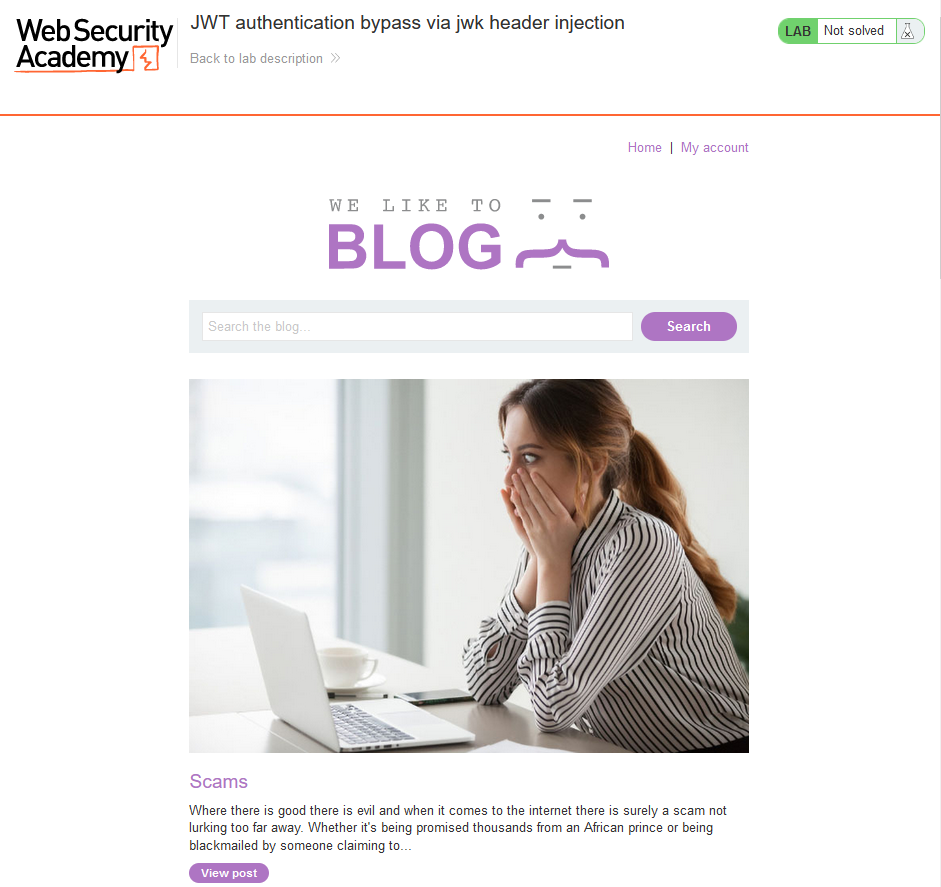 Web Security
Academy
JWT authentication bypass via jwk header injection
Back to lab description
LAB Not solved
Home | My account
WE LIKE TO
BLOG
Search the blog...
Search
Scams
Where there is good there is evil and when it comes to the internet there is surely a scam not
lurking too far away. Whether it's being promised thousands from an African prince or being
blackmailed by someone claiming to...
View post